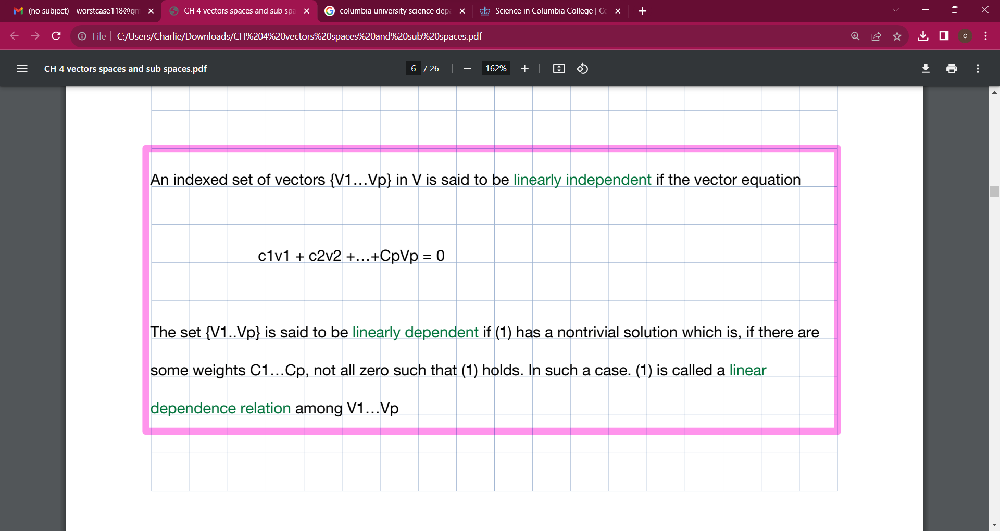 (no subject) - worstcase118@gm
CH 4 vectors spaces and sub spa
columbia university science depa
Science in Columbia College | Co
File
C:/Users/Charlie/Downloads/CH%204%20vectors%20spaces%20and%20sub%20spaces.pdf
c
CH 4 vectors spaces and sub spaces.pdf
6 / 26
162%
An indexed set of vectors {V1...Vp} in V is said to be linearly independent if the vector equation
c1v1 + c2v2 +...+CpVp = 0
The set {V1..Vp} is said to be linearly dependent if (1) has a nontrivial solution which is, if there are
some weights C1...Cp, not all zero such that (1) holds. In such a case. (1) is called a linear
dependence relation among V1...Vp